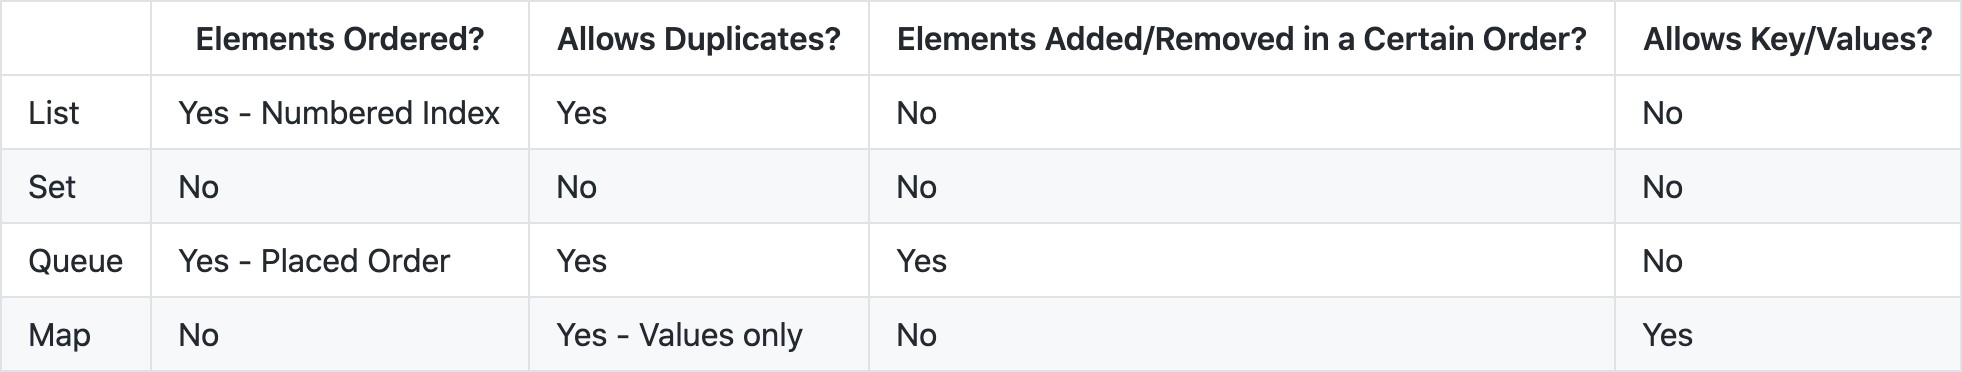 Elements Ordered? Allows Duplicates? Elements Added/Removed in a Certain Order? Allows Key/Values?
List Yes - Numbered Index Yes No No
Set No No No No
Queue Yes - Placed Order Yes Yes No
Map No Yes - Values only No Yes